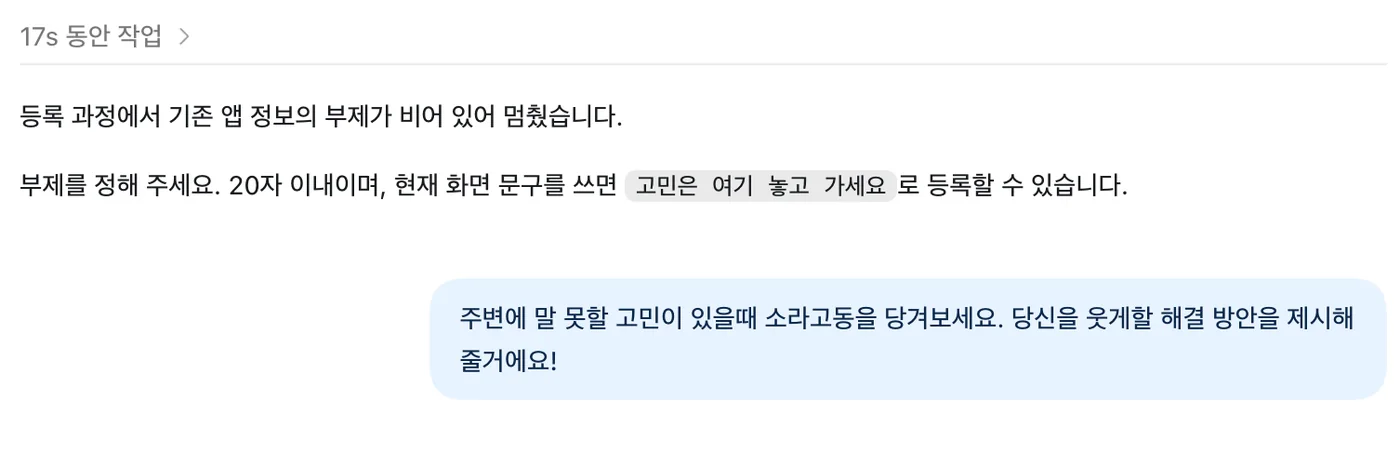 17s 동안 작업 >
등록 과정에서 기존 앱 정보의 부제가 비어 있어 멈췄습니다.
부제를 정해 주세요. 20자 이내이며, 현재 화면 문구를 쓰면 고민은 여기 놓고 가세요로 등록할 수 있습니다.
주변에 말 못할 고민이 있을때 소라고동을 당겨보세요. 당신을 웃게할 해결 방안을 제시해
줄거에요!